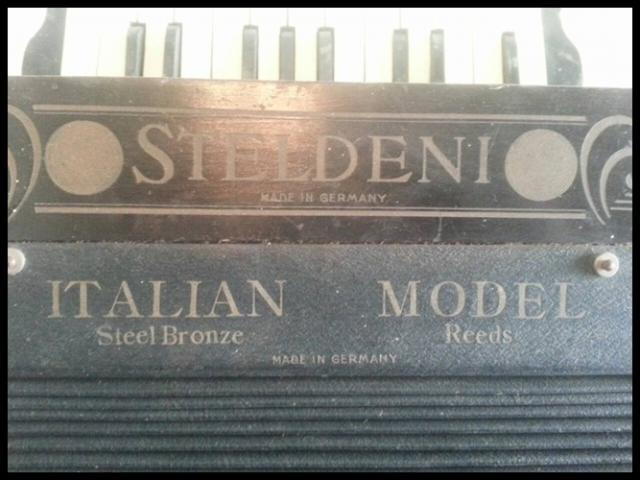 STELDENI
MADE IN GERMANY
ITALIAN MODEL
Steel Bronze Reeds
MADE IN GERMANY